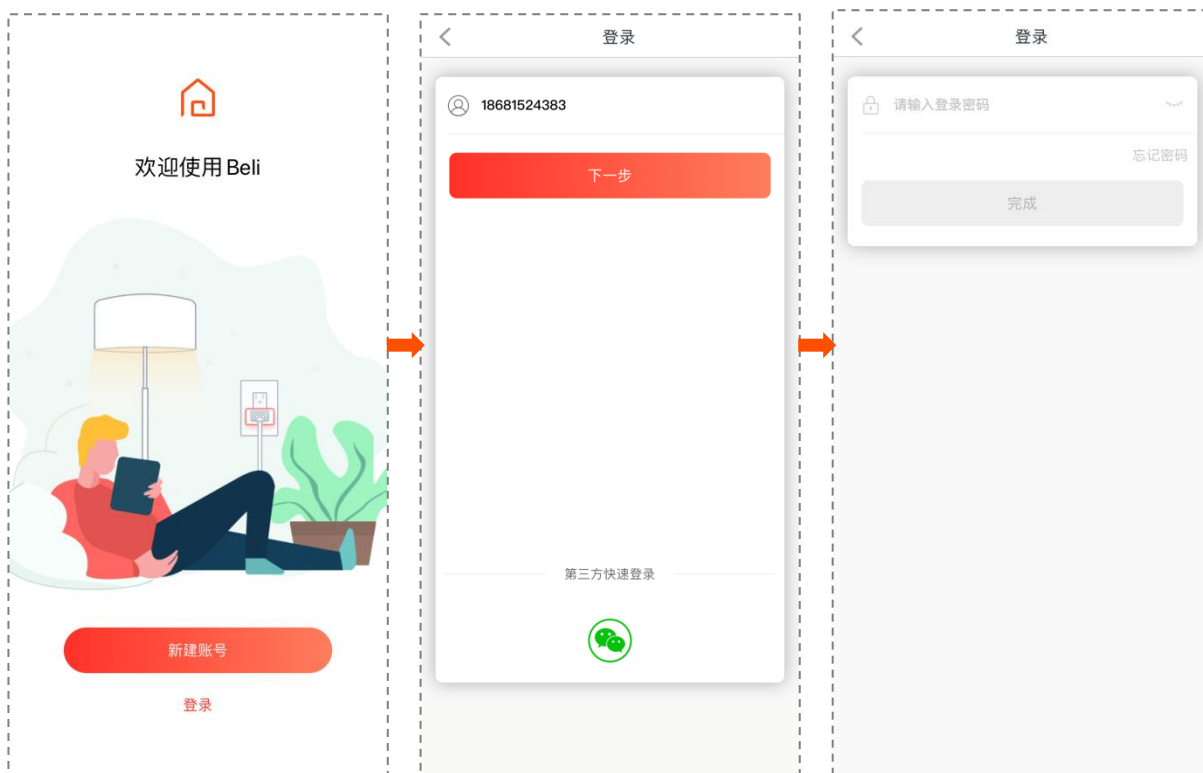 欢迎使用 Beli
新建账号
登录
登录
18681524383
下一步
第三方快速登录
登录
请输入登录密码
忘记密码
完成